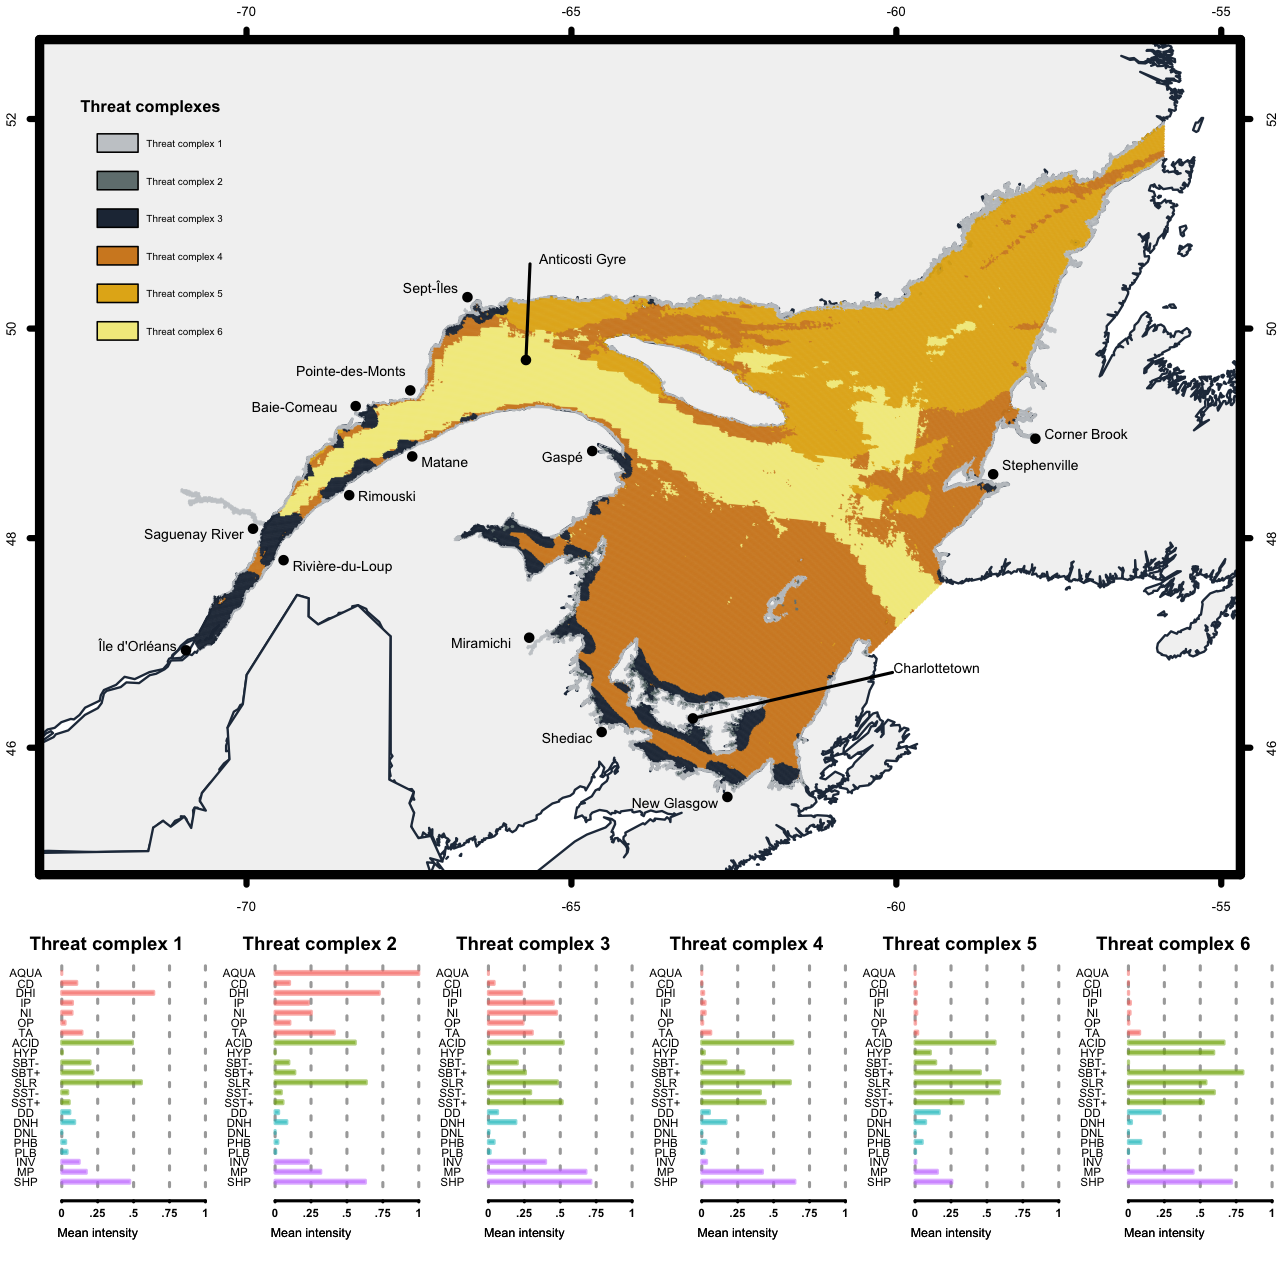 -70 -65 -60 -55
52 52
Threat complexes
Threat complex 1
Threat complex 2
Threat complex 3
Threat complex 4
Threat complex 5
Threat complex 6
Anticosti Gyre
Sept-Îles
50 50
Pointe-des-Monts
Baie-Comeau
Corner Brook
Gaspé
Matane
Stephenville
Rimouski
Saguenay River
48 48
Rivière-du-Loup
Île d'Orléans
Miramichi
Charlottetown
Shediac
46 46
New Glasgow
-70 -65 -60 -55
Threat complex 1
AQUA
CD
DHI
IP
NI
OP
TA
ACID
HYP
SBT-
SBT+
SLR
SST-
SST+
DD
DNH
DNL
PHB
PLB
INV
MP
SHP
0 .25 .5 .75 1
Mean intensity
Threat complex 2
AQUA
CD
DHI
IP
NI
OP
TA
ACID
HYP
SBT-
SBT+
SLR
SST-
SST+
DD
DNH
DNL
PHB
PLB
INV
MP
SHP
0 .25 .5 .75 1
Mean intensity
Threat complex 3
AQUA
CD
DHI
IP
NI
OP
TA
ACID
HYP
SBT-
SBT+
SLR
SST-
SST+
DD
DNH
DNL
PHB
PLB
INV
MP
SHP
0 .25 .5 .75 1
Mean intensity
Threat complex 4
AQUA
CD
DHI
IP
NI
OP
TA
ACID
HYP
SBT-
SBT+
SLR
SST-
SST+
DD
DNH
DNL
PHB
PLB
INV
MP
SHP
0 .25 .5 .75 1
Mean intensity
Threat complex 5
AQUA
CD
DHI
IP
NI
OP
TA
ACID
HYP
SBT-
SBT+
SLR
SST-
SST+
DD
DNH
DNL
PHB
PLB
INV
MP
SHP
0 .25 .5 .75 1
Mean intensity
Threat complex 6
AQUA
CD
DHI
IP
NI
OP
TA
ACID
HYP
SBT-
SBT+
SLR
SST-
SST+
DD
DNH
DNL
PHB
PLB
INV
MP
SHP
0 .25 .5 .75 1
Mean intensity